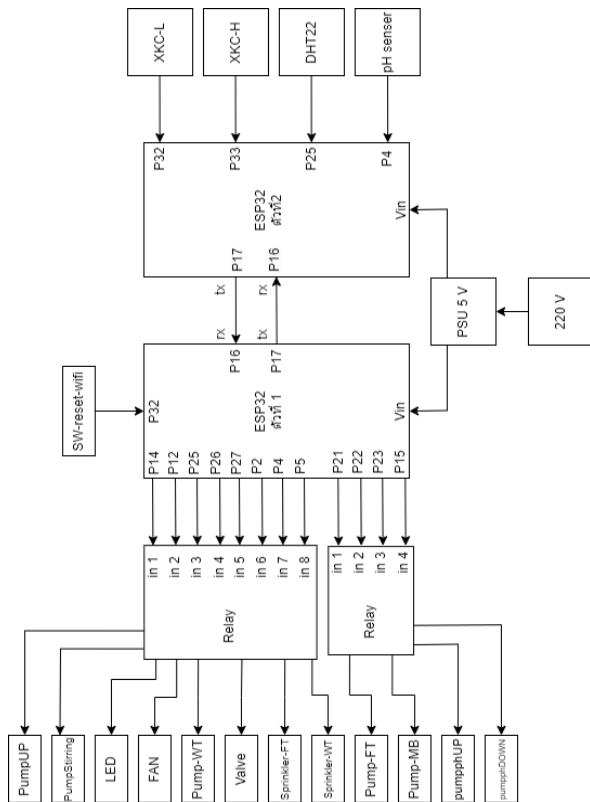 XKC-L
XKC-H
DHT22
pH senser
P32
P33
P25
P4
ESP32
ตัวที่2
Vin
P17
P16
tx
rx
rx
tx
PSU 5 V
220 V
SW-reset-wifi
P32
P16
P17
ESP32
ตัวที่ 1
Vin
P14
P12
P25
P26
P27
P2
P4
P5
P21
P22
P23
P15
in 1
in 2
in 3
in 4
in 5
in 6
in 7
in 8
Relay
in 1
in 2
in 3
in 4
Relay
PumpUP
PumpStirring
LED
FAN
Pump-WT
Valve
Sprinkler-FT
Sprinkler-WT
Pump-FT
Pump-MB
pumpphUP
pumpphDOWN